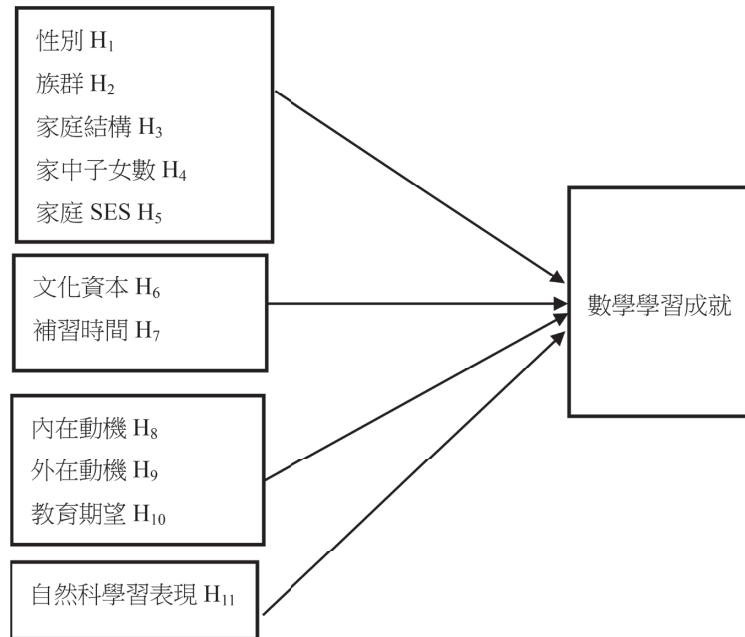 性別 H₁
族群 H₂
家庭結構 H₃
家中子女數 H₄
家庭 SES H₅
文化資本 H₆
補習時間 H₇
內在動機 H₈
外在動機 H₉
教育期望 H₁₀
自然科學習表現 H₁₁
數學學習成就